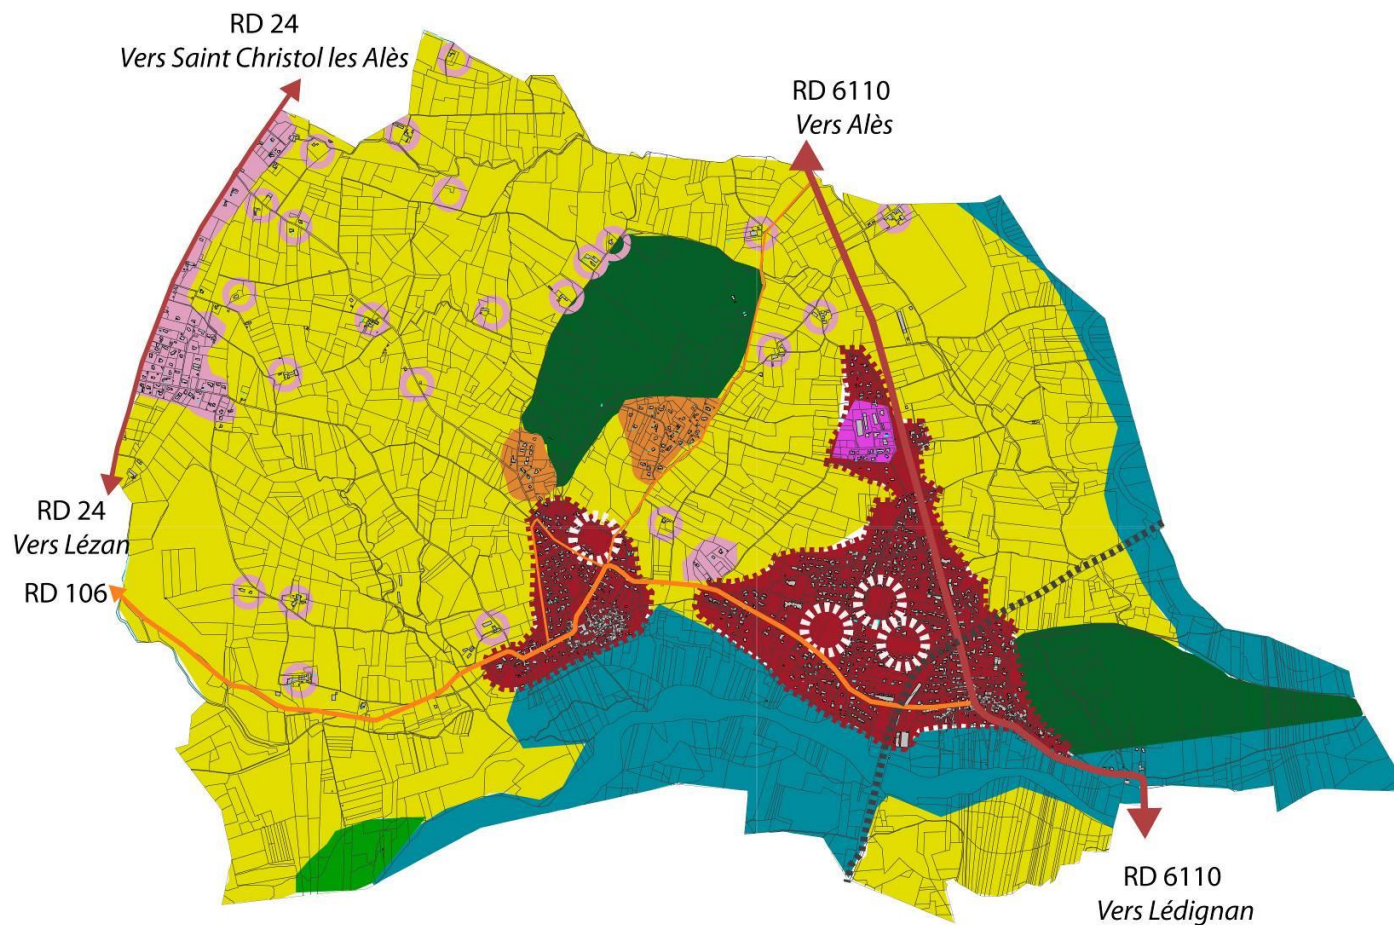 RD 24
Vers Saint Christol les Alès
RD 6110
Vers Alès
RD 24
Vers Lézan
RD 106
RD 6110
Vers Lédignan